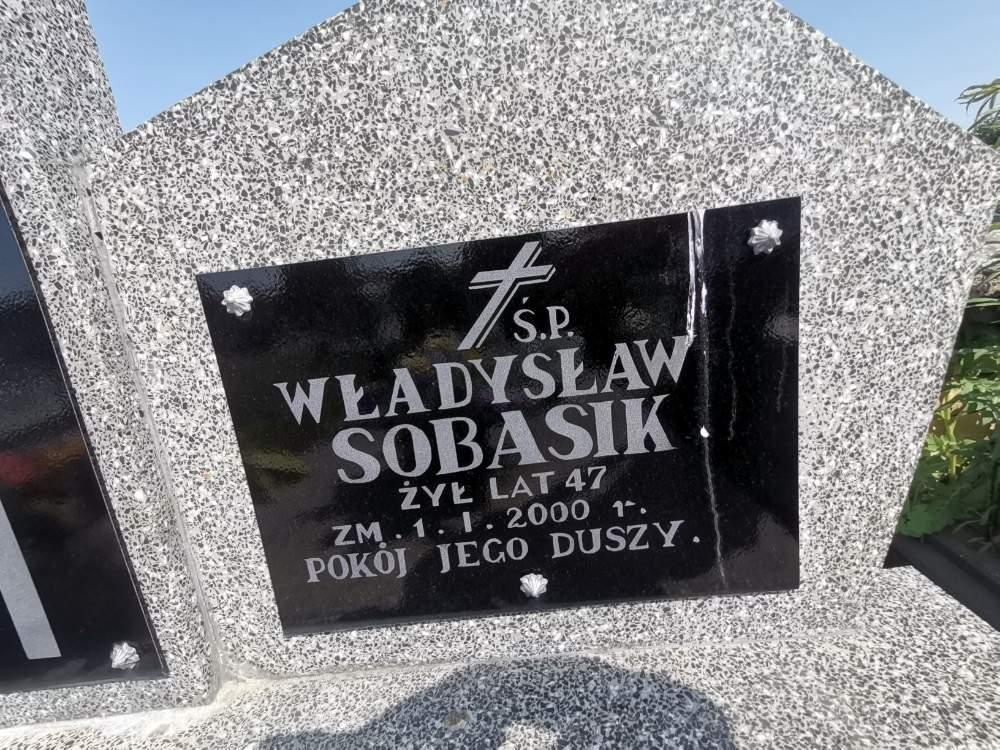 Ś.P.
WŁADYSŁAW
SOBASIK
ŻYŁ LAT 47
ZM. 1. I. 2000 r.
POKÓJ JEGO DUSZY.